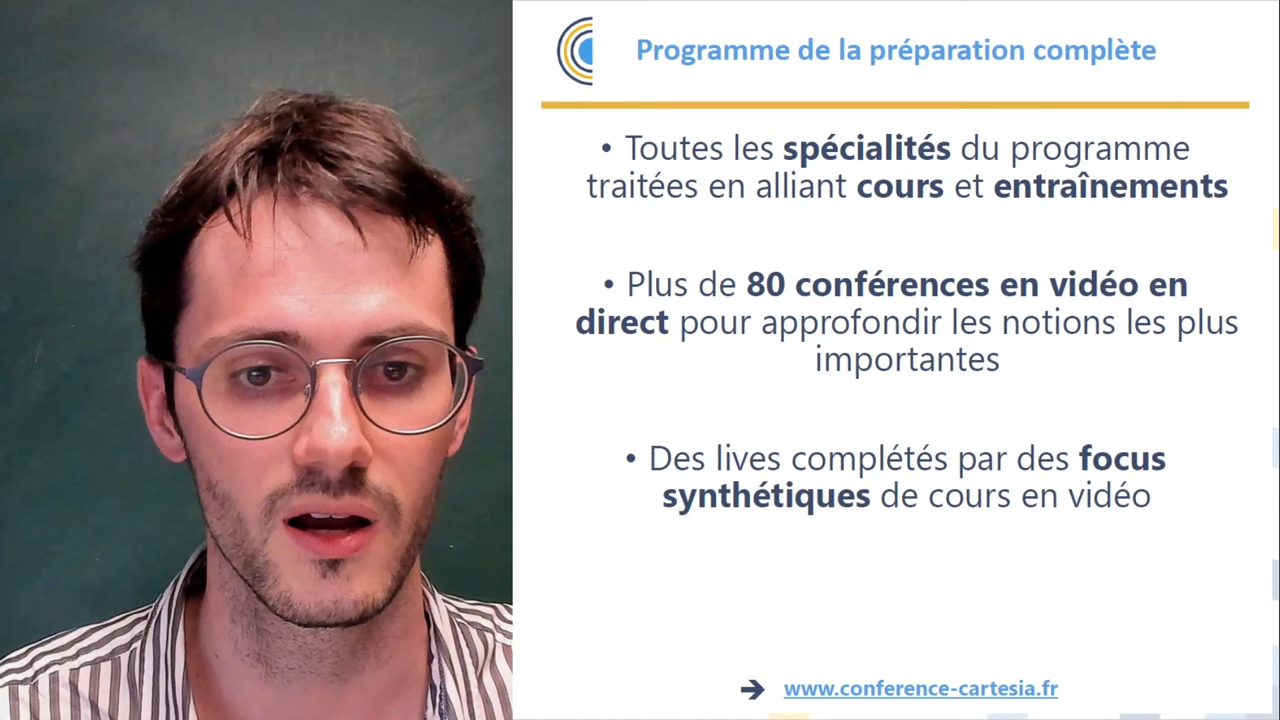 Programme de la préparation complète
• Toutes les spécialités du programme
traitées en alliant cours et entraînements
• Plus de 80 conférences en vidéo en
direct pour approfondir les notions les plus
importantes
• Des lives complétés par des focus
synthétiques de cours en vidéo
➔ www.conference-cartesia.fr